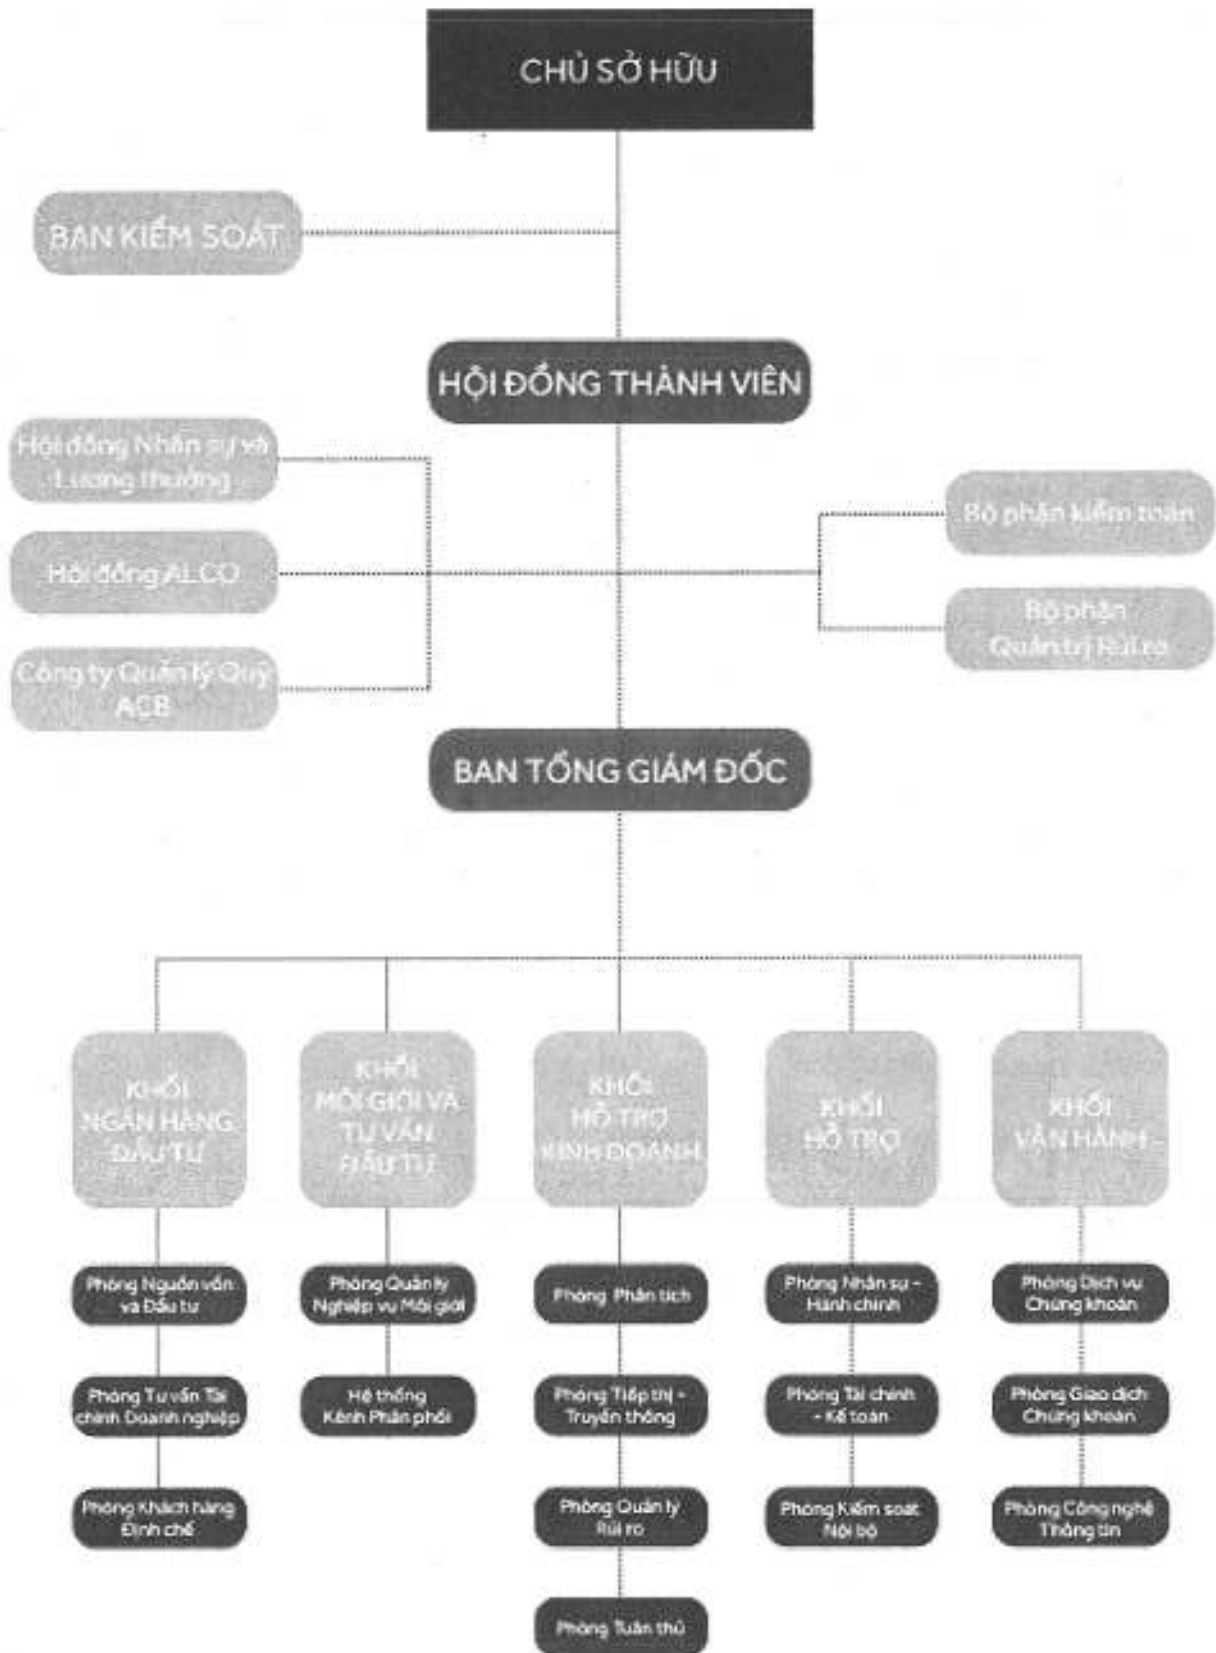 CHỦ SỞ HỮU
BAN KIỂM SOÁT
HỘI ĐỒNG THÀNH VIÊN
Hội đồng Nhân sự và
Lương thưởng
Hội đồng ALCO
Công ty Quản lý Quỹ
ACB
Bộ phận kiểm toán
Bộ phận
Quản trị Rủi ro
BAN TỔNG GIÁM ĐỐC
KHỐI
NGÂN HÀNG
ĐẦU TƯ
KHỐI
MÔI GIỚI VÀ
TƯ VẤN
ĐẦU TƯ
KHỐI
HỖ TRỢ
KINH DOANH
KHỐI
HỖ TRỢ
KHỐI
VẬN HÀNH
Phòng Nguồn vốn
và Đầu tư
Phòng Tư vấn Tài
chính Doanh nghiệp
Phòng Khách hàng
Định chế
Phòng Quản lý
Nghiệp vụ Môi giới
Hệ thống
Kênh Phân phối
Phòng Phân tích
Phòng Tiếp thị -
Truyền thông
Phòng Quản lý
Rủi ro
Phòng Tuân thủ
Phòng Nhân sự -
Hành chính
Phòng Tài chính
- Kế toán
Phòng Kiểm soát
Nội bộ
Phòng Dịch vụ
Chứng khoán
Phòng Giao dịch
Chứng khoán
Phòng Công nghệ
Thông tin